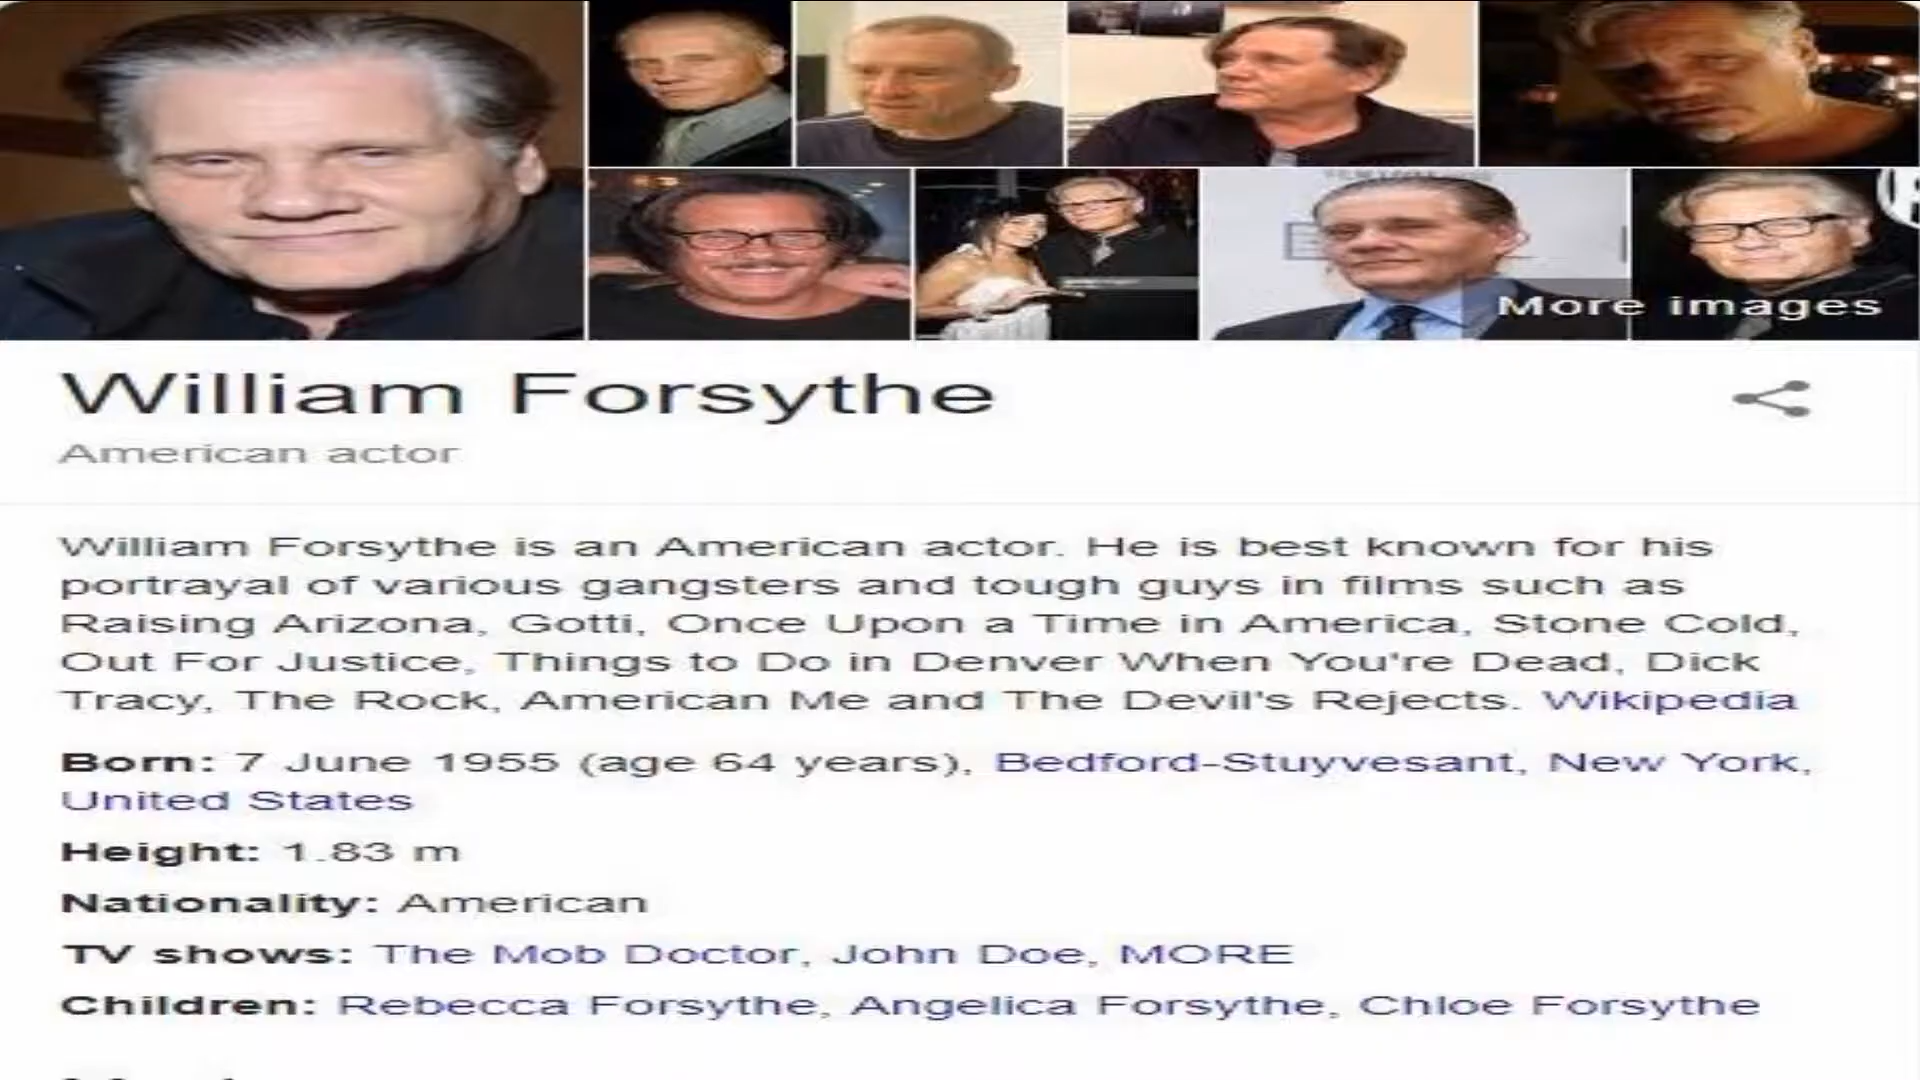 More images
William Forsythe
American actor
William Forsythe is an American actor. He is best known for his
portrayal of various gangsters and tough guys in films such as
Raising Arizona, Gotti, Once Upon a Time in America, Stone Cold,
Out For Justice, Things to Do in Denver When You're Dead, Dick
Tracy, The Rock, American Me and The Devil's Rejects. Wikipedia
Born: 7 June 1955 (age 64 years), Bedford-Stuyvesant, New York,
United States
Height: 1.83 m
Nationality: American
TV shows: The Mob Doctor, John Doe, MORE
Children: Rebecca Forsythe, Angelica Forsythe, Chloe Forsythe